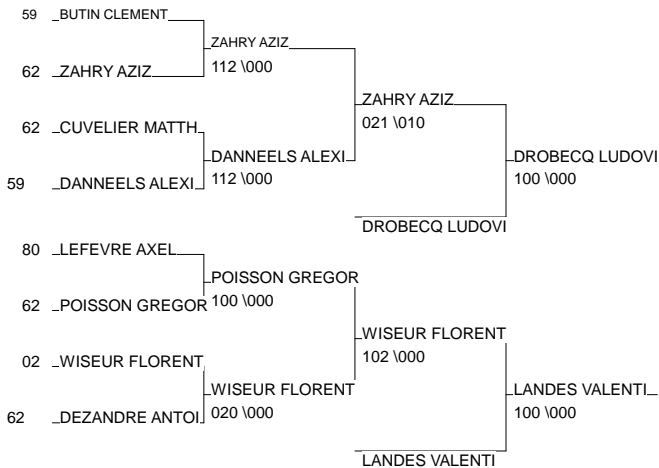 59 BUTIN CLEMENT
ZAHRY AZIZ
112 \000
62 ZAHRY AZIZ
ZAHRY AZIZ
021 \010
62 CUVELIER MATTH
DANNEELS ALEXI
112 \000
DROBECQ LUDOVI
100 \000
59 DANNEELS ALEXI
DROBECQ LUDOVI
80 LEFEVRE AXEL
POISSON GREGOR
100 \000
62 POISSON GREGOR
WISEUR FLORENT
102 \000
02 WISEUR FLORENT
WISEUR FLORENT
020 \000
LANDES VALENTI
100 \000
62 DEZANDRE ANTOI
LANDES VALENTI